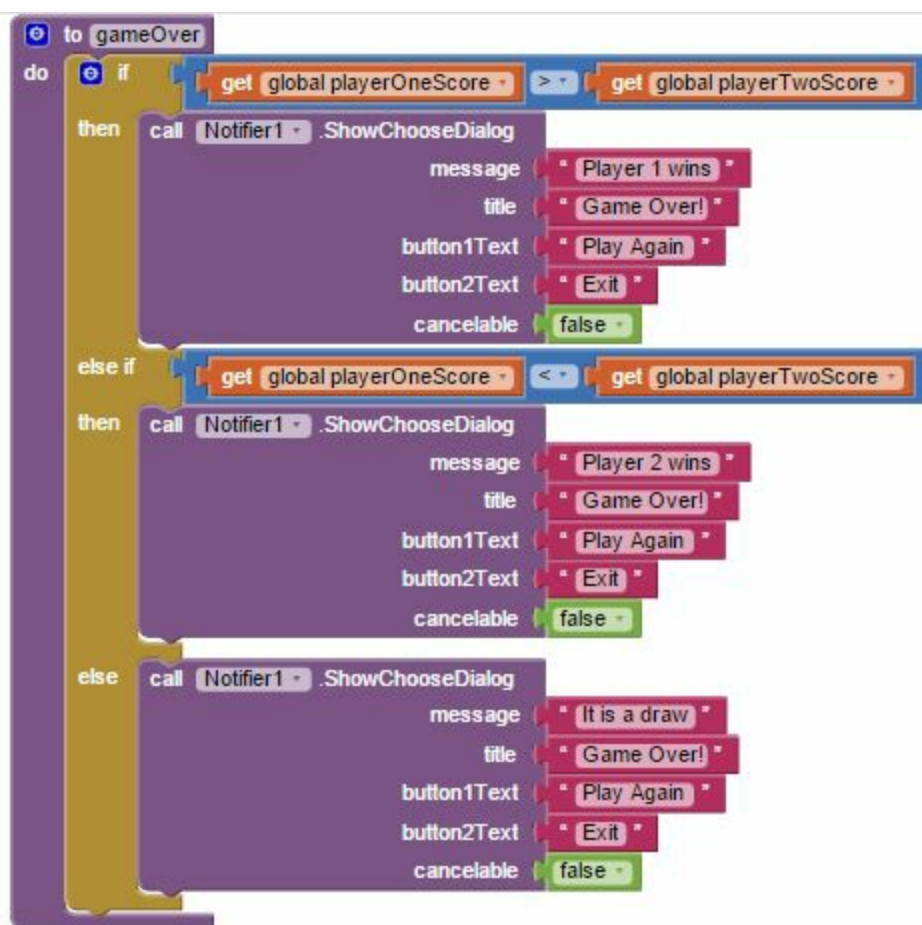 to gameOver
do if get global playerOneScore > get global playerTwoScore
then call Notifier1 .ShowChooseDialog
message " Player 1 wins "
title " Game Over! "
button1Text " Play Again "
button2Text " Exit "
cancelable false
else if get global playerOneScore < get global playerTwoScore
then call Notifier1 .ShowChooseDialog
message " Player 2 wins "
title " Game Over! "
button1Text " Play Again "
button2Text " Exit "
cancelable false
else call Notifier1 .ShowChooseDialog
message " It is a draw "
title " Game Over! "
button1Text " Play Again "
button2Text " Exit "
cancelable false